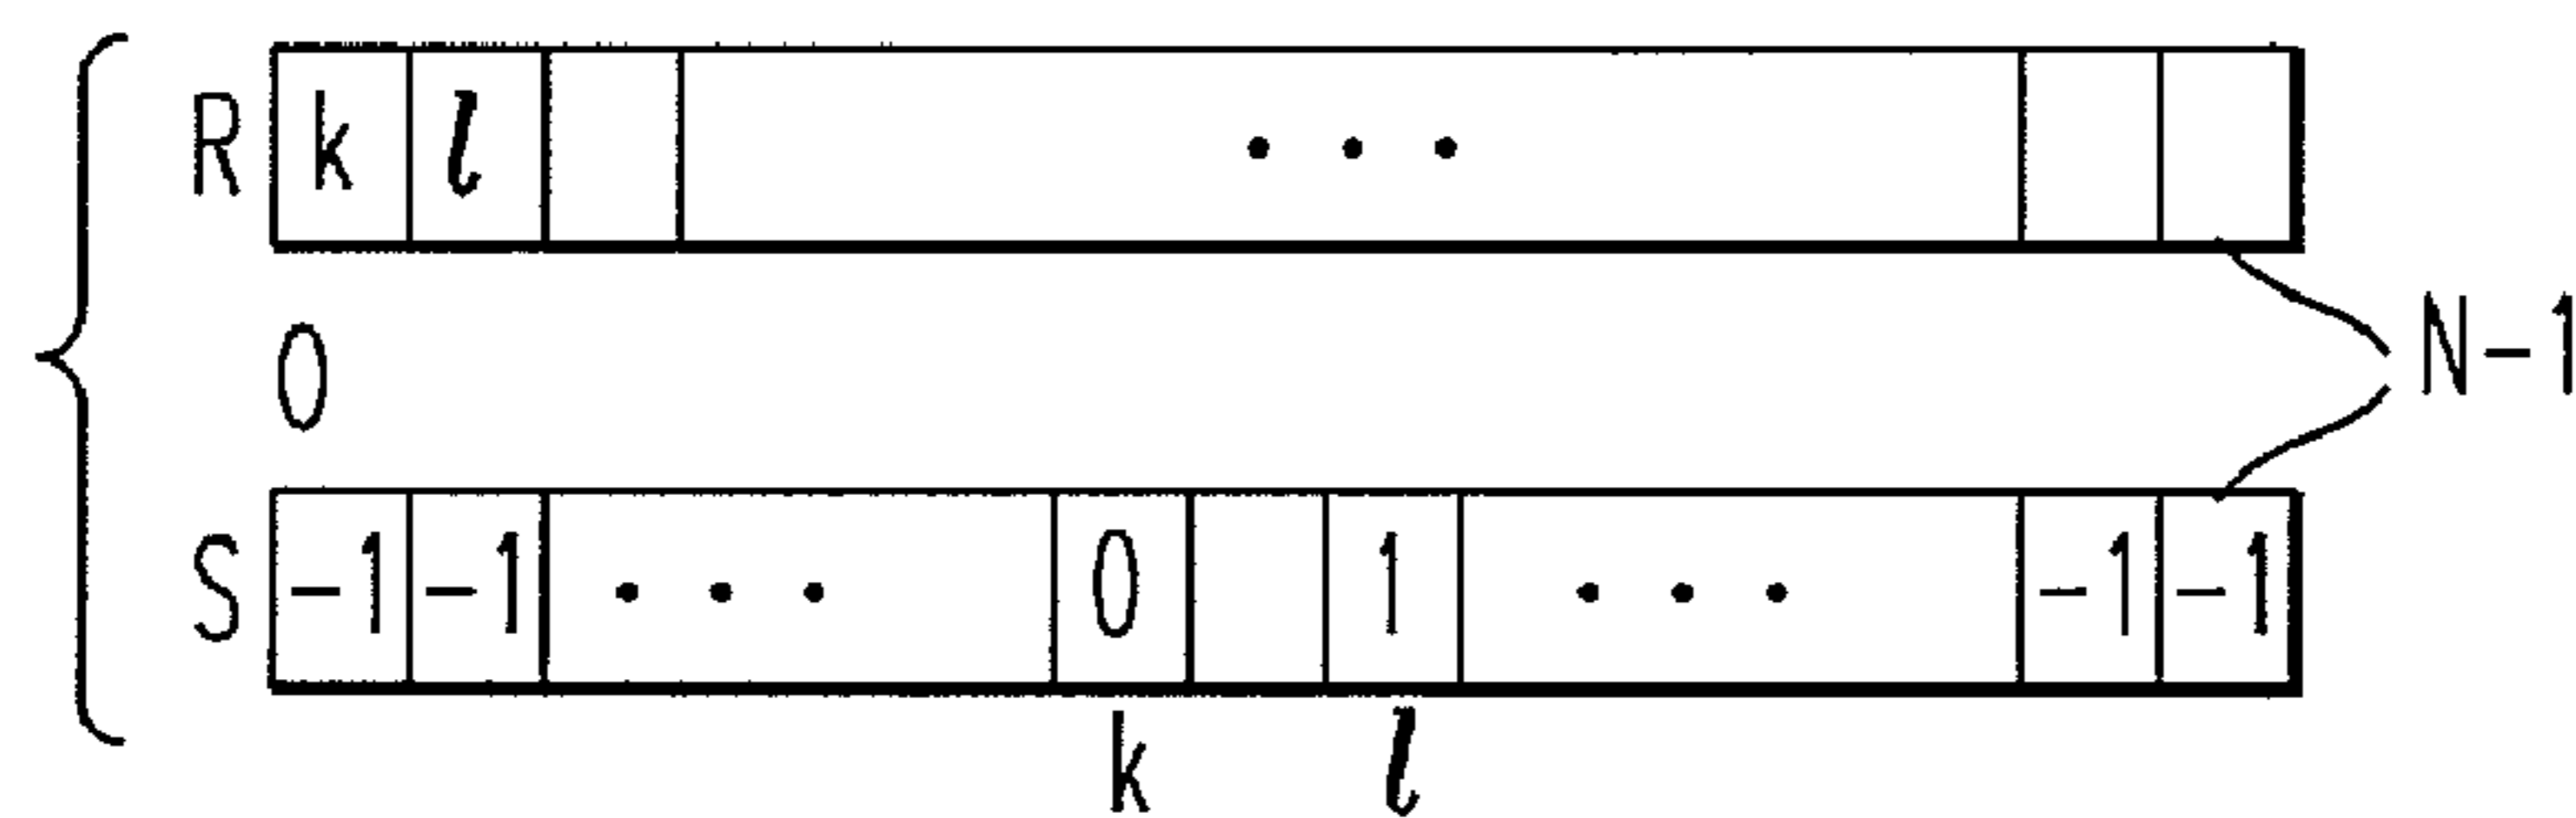 R k l • • •
0 N-1
S -1 -1 • • • 0 1 • • • -1 -1
k l